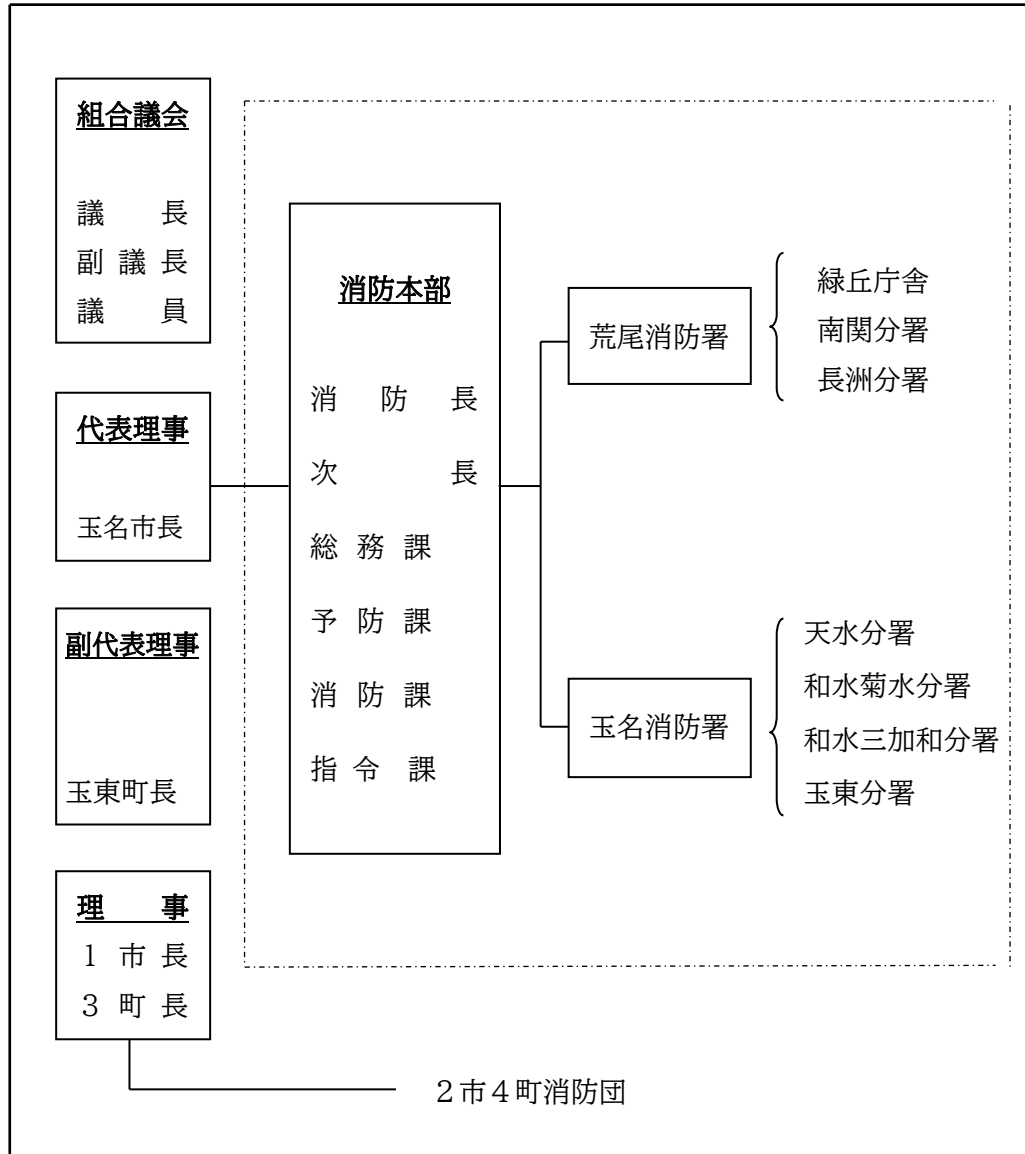 組合議会
議　　長
副 議 長
議　　員
代表理事
玉名市長
副代表理事
玉東町長
理　　事
１ 市 長
３ 町 長
２市４町消防団
消防本部
消　防　長
次　　　長
総 務 課
予 防 課
消 防 課
指 令 課
荒尾消防署
緑丘庁舎
南関分署
長洲分署
玉名消防署
天水分署
和水菊水分署
和水三加和分署
玉東分署